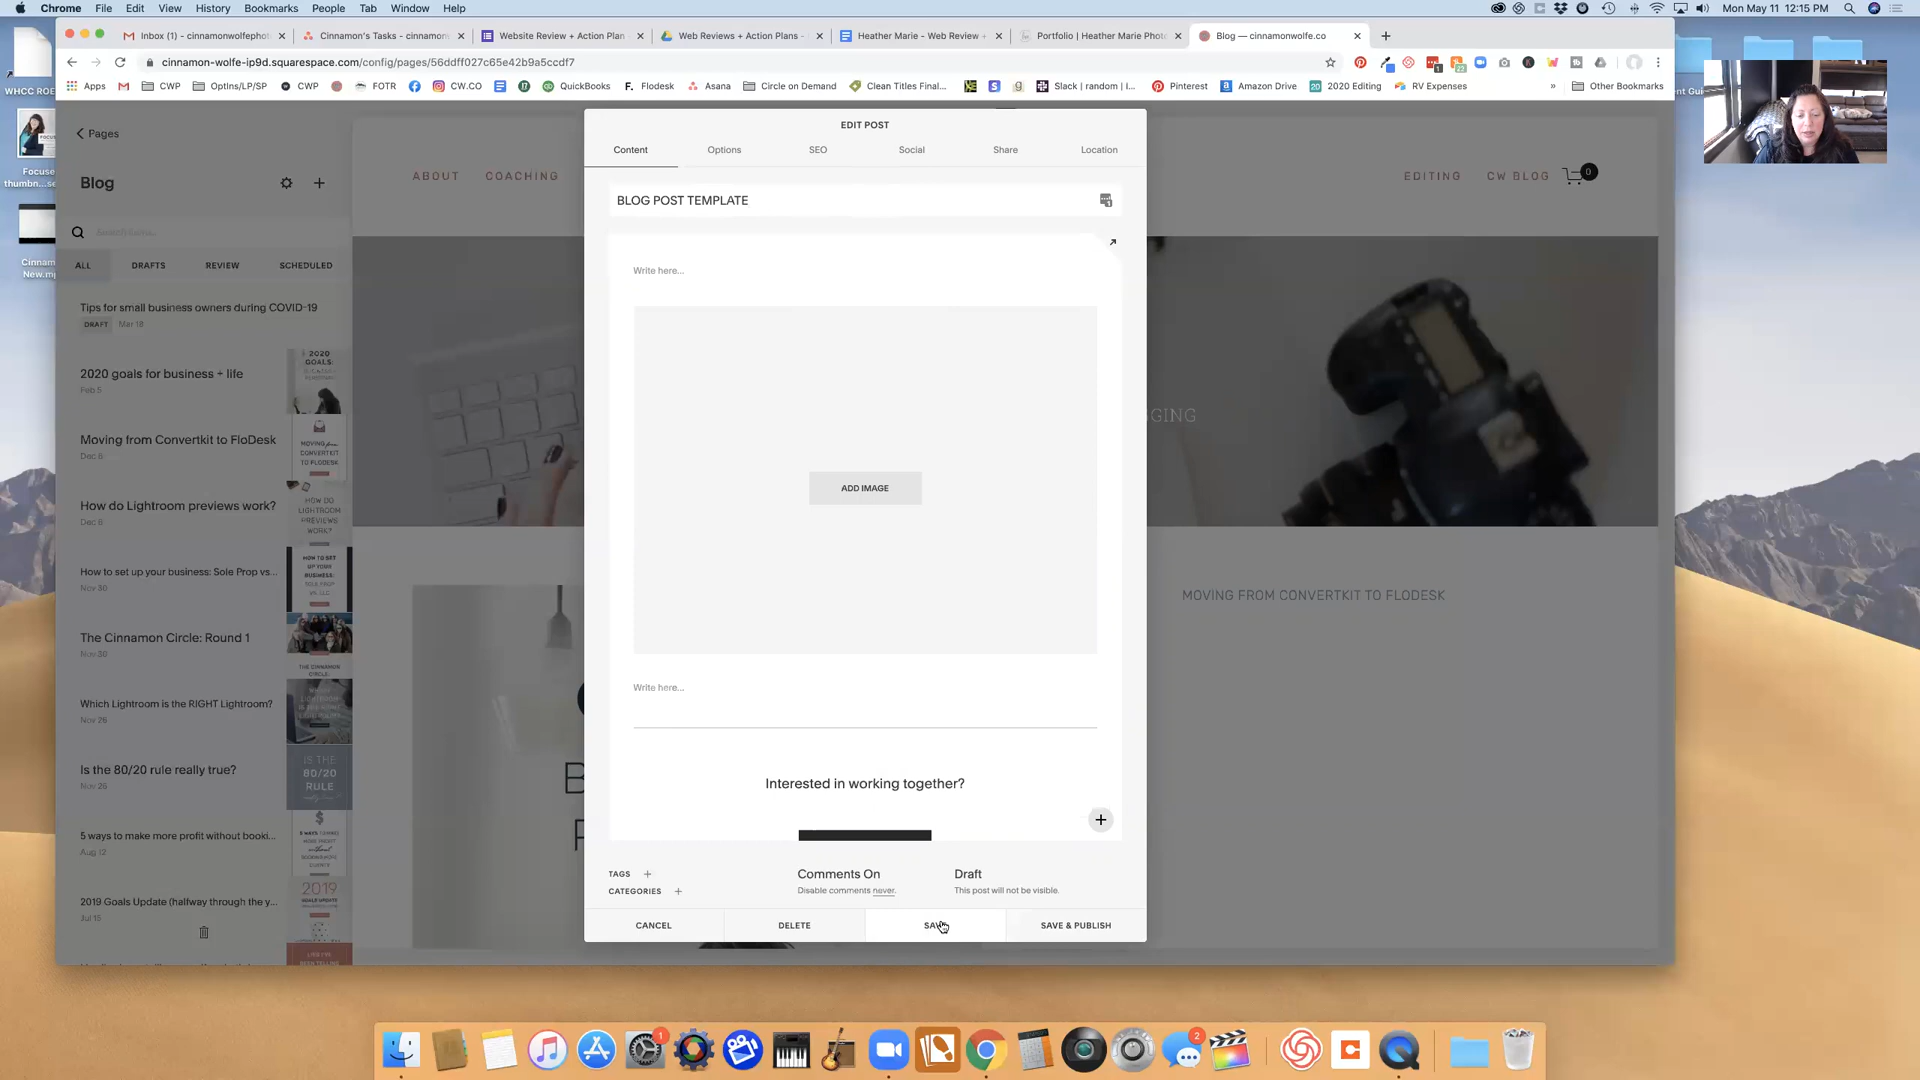 Chrome File Edit View History Bookmarks People Tab Window Help
Mon May 11 12:15 PM
Inbox (1) - cinnamonwolfephot
Cinnamon's Tasks - cinnamon
Website Review + Action Plan
Web Reviews + Action Plans -
Heather Marie - Web Review +
Portfolio | Heather Marie Phot
Blog — cinnamonwolfe.co
cinnamon-wolfe-ip9d.squarespace.com/config/pages/56ddff027c65e42b9a5ccdf7
Apps CWP OptIns/LP/SP CWP FOTR CW.CO QuickBooks Flodesk Asana Circle on Demand Clean Titles Final... Slack | random | I... Pinterest Amazon Drive 2020 Editing RV Expenses » Other Bookmarks
WHCC ROE
Focuse
thumbn...se
Cinnam
New.mp
Pages
Blog
ALL DRAFTS REVIEW SCHEDULED
Tips for small business owners during COVID-19
DRAFT Mar 18
2020 goals for business + life
Feb 5
Moving from Convertkit to FloDesk
Dec 8
How do Lightroom previews work?
Dec 8
How to set up your business: Sole Prop vs...
Nov 30
The Cinnamon Circle: Round 1
Nov 30
Which Lightroom is the RIGHT Lightroom?
Nov 26
Is the 80/20 rule really true?
Nov 26
5 ways to make more profit without booki...
Aug 12
2019 Goals Update (halfway through the y...
Jul 15
ABOUT COACHING
EDITING CW BLOG 0
GGING
MOVING FROM CONVERTKIT TO FLODESK
EDIT POST
Content Options SEO Social Share Location
BLOG POST TEMPLATE
Write here...
ADD IMAGE
Write here...
Interested in working together?
TAGS +
CATEGORIES +
Comments On
Disable comments never.
Draft
This post will not be visible.
CANCEL DELETE SAVE SAVE & PUBLISH